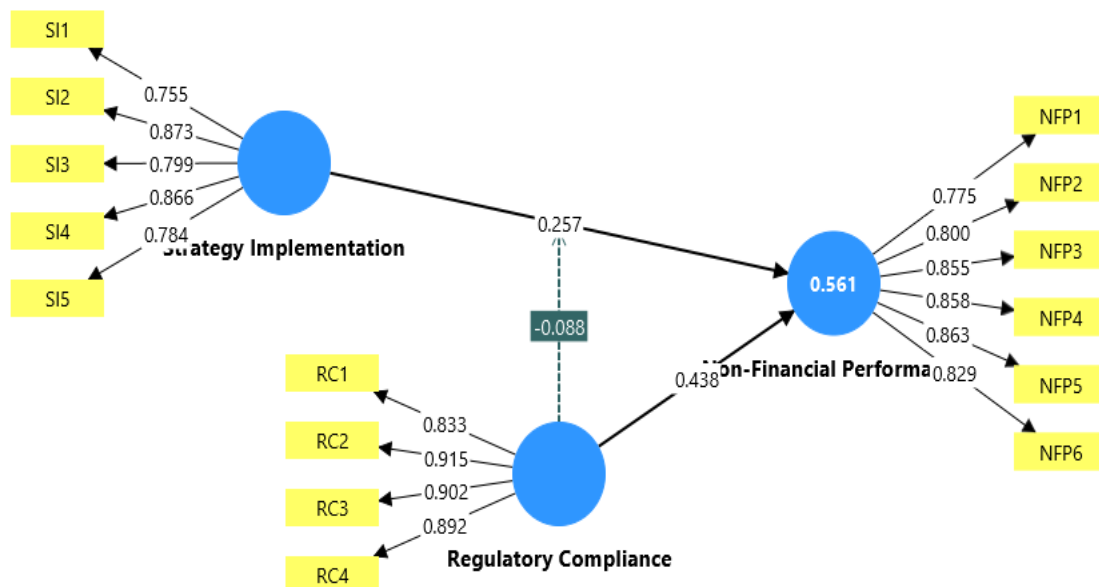 SI1
SI2
SI3
SI4
SI5
0.755
0.873
0.799
0.866
0.784
Strategy Implementation
0.257
-0.088
0.438
RC1
RC2
RC3
RC4
0.833
0.915
0.902
0.892
Regulatory Compliance
0.561
Non-Financial Performa
0.775
0.800
0.855
0.858
0.863
0.829
NFP1
NFP2
NFP3
NFP4
NFP5
NFP6